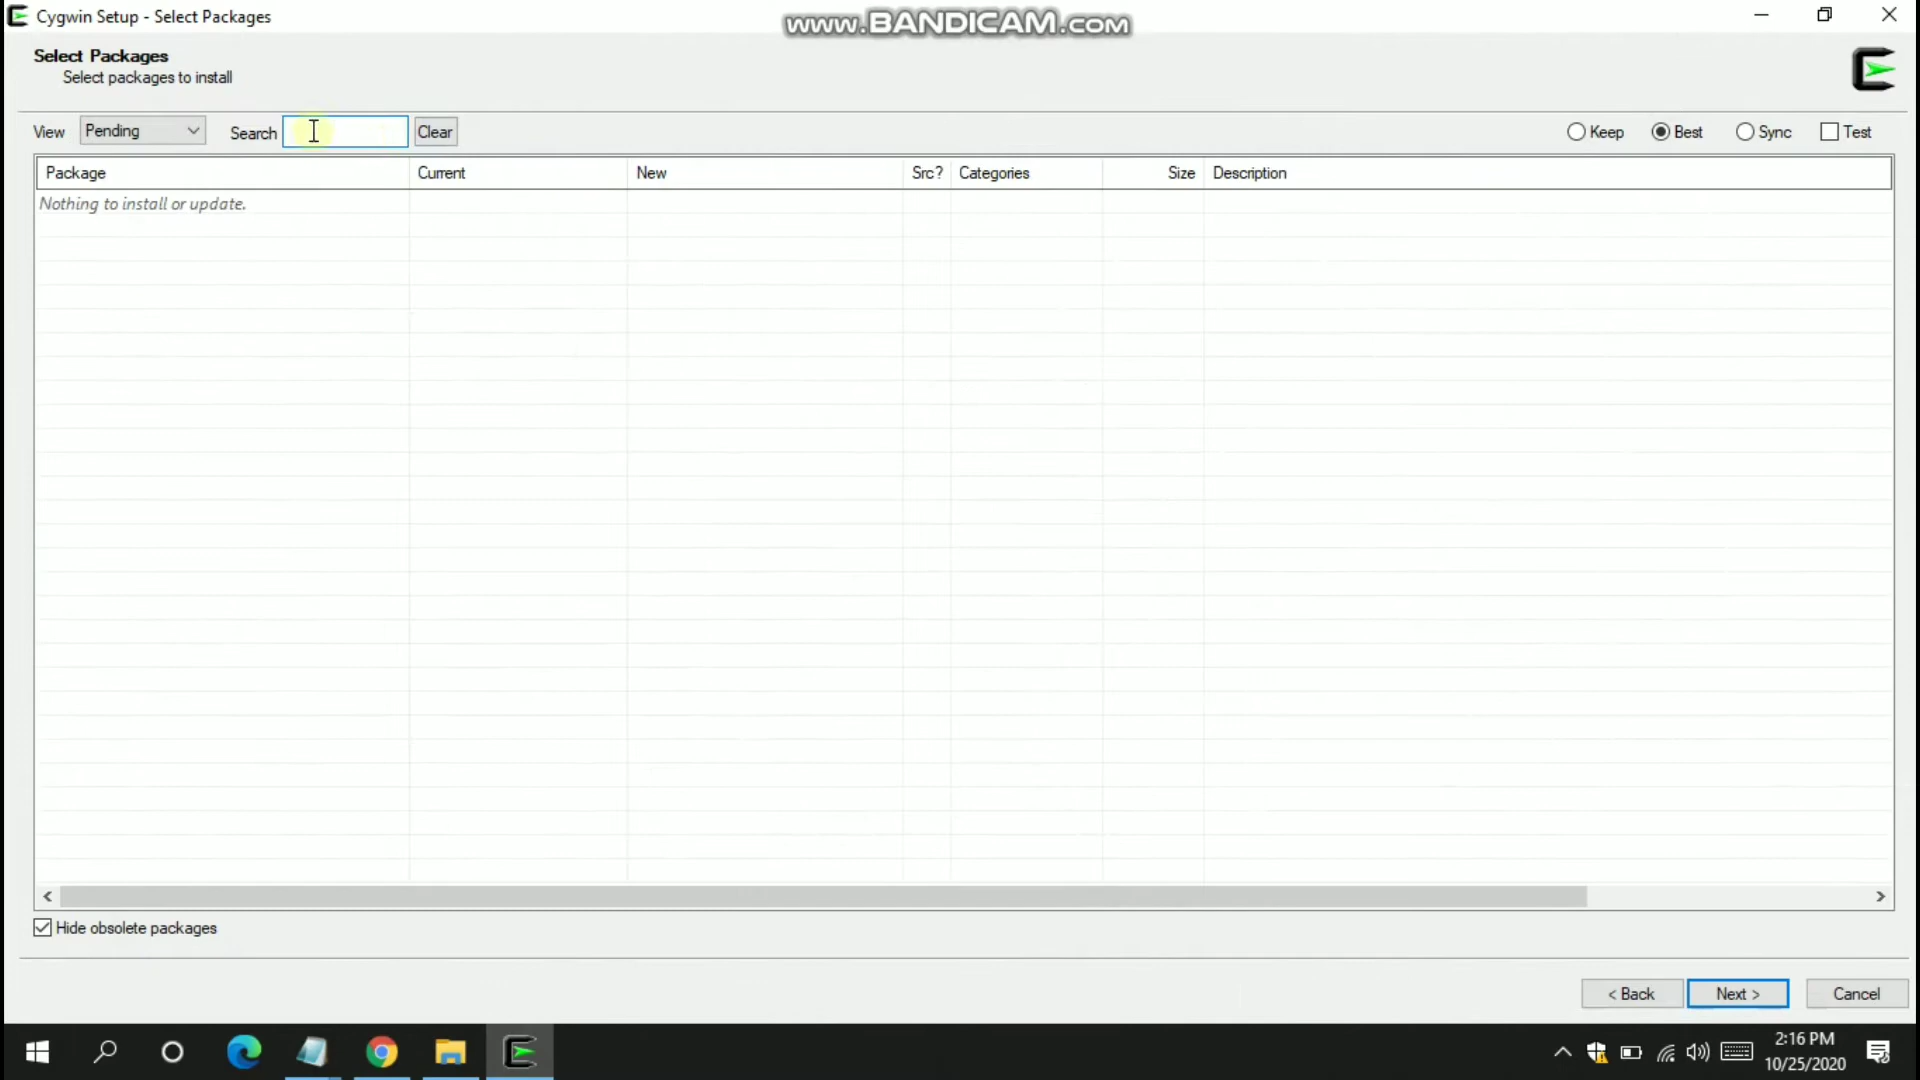 Cygwin Setup - Select Packages
www.BANDICAM.com
Select Packages
Select packages to install
View Pending Search Clear Keep Best Sync Test
Package Current New Src? Categories Size Description
Nothing to install or update.
Hide obsolete packages
< Back Next > Cancel
2:16 PM
10/25/2020